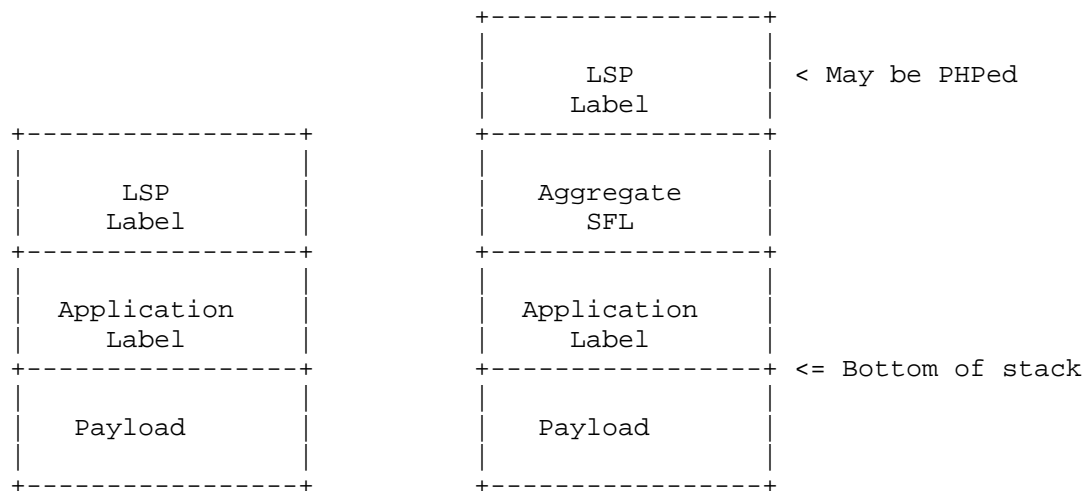 LSP < May be PHPed
Label
LSP Aggregate
Label SFL
Application Application
Label Label
<= Bottom of stack
Payload Payload